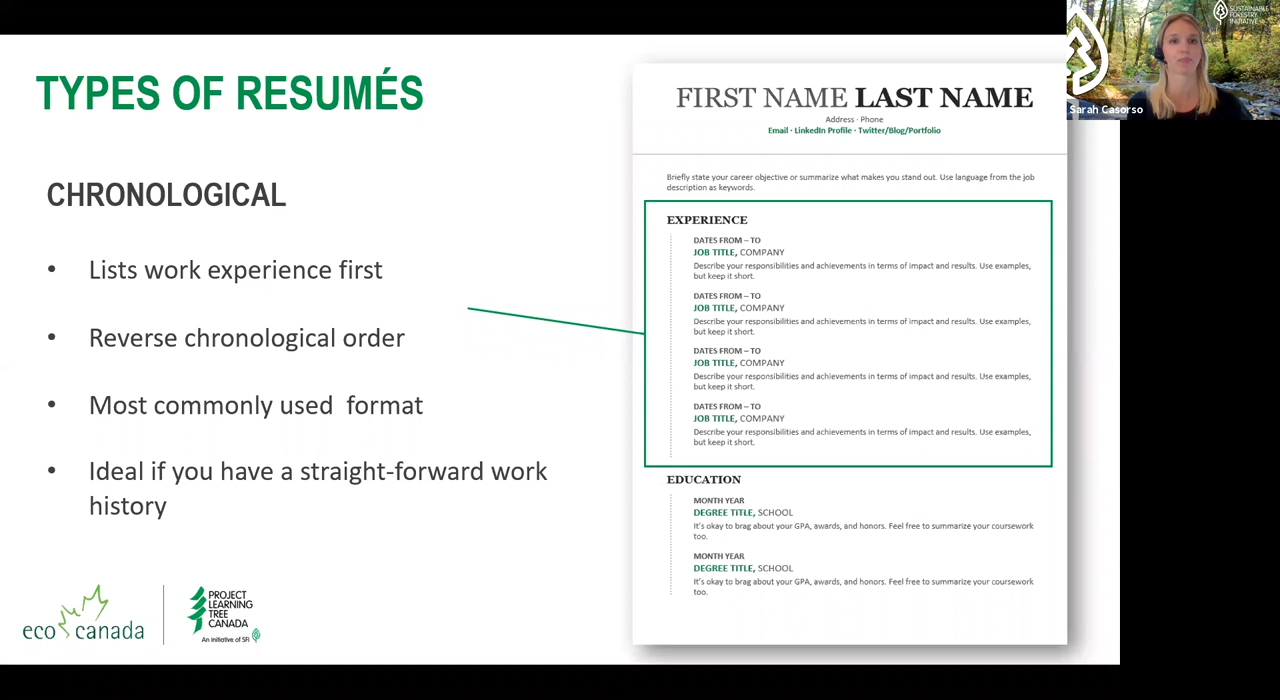 TYPES OF RESUMÉS
CHRONOLOGICAL
• Lists work experience first
• Reverse chronological order
• Most commonly used  format
• Ideal if you have a straight-forward work
history
eco canada
PROJECT
LEARNING
TREE
CANADA
An initiative of SFI
FIRST NAME LAST NAME
Address · Phone
Email · LinkedIn Profile · Twitter/Blog/Portfolio
Briefly state your career objective or summarize what makes you stand out. Use language from the job
description as keywords.
EXPERIENCE
DATES FROM – TO
JOB TITLE, COMPANY
Describe your responsibilities and achievements in terms of impact and results. Use examples,
but keep it short.
DATES FROM – TO
JOB TITLE, COMPANY
Describe your responsibilities and achievements in terms of impact and results. Use examples,
but keep it short.
DATES FROM – TO
JOB TITLE, COMPANY
Describe your responsibilities and achievements in terms of impact and results. Use examples,
but keep it short.
DATES FROM – TO
JOB TITLE, COMPANY
Describe your responsibilities and achievements in terms of impact and results. Use examples,
but keep it short.
EDUCATION
MONTH YEAR
DEGREE TITLE, SCHOOL
It's okay to brag about your GPA, awards, and honors. Feel free to summarize your coursework
too.
MONTH YEAR
DEGREE TITLE, SCHOOL
It's okay to brag about your GPA, awards, and honors. Feel free to summarize your coursework
too.
SUSTAINABLE
FORESTRY
INITIATIVE
Sarah Casorso